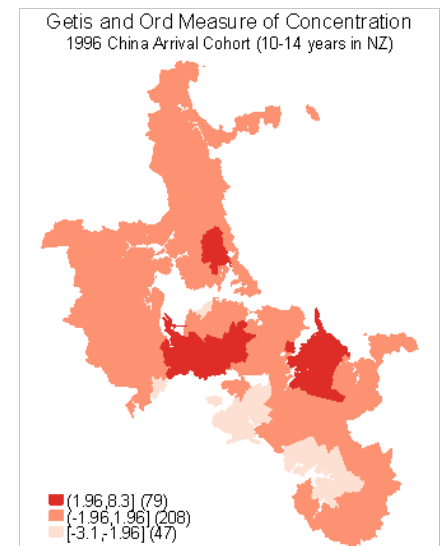 Getis and Ord Measure of Concentration
1996 China Arrival Cohort (10-14 years in NZ)
(1.96,8.3] (79)
(-1.96,1.96] (208)
[-3.1,-1.96] (47)